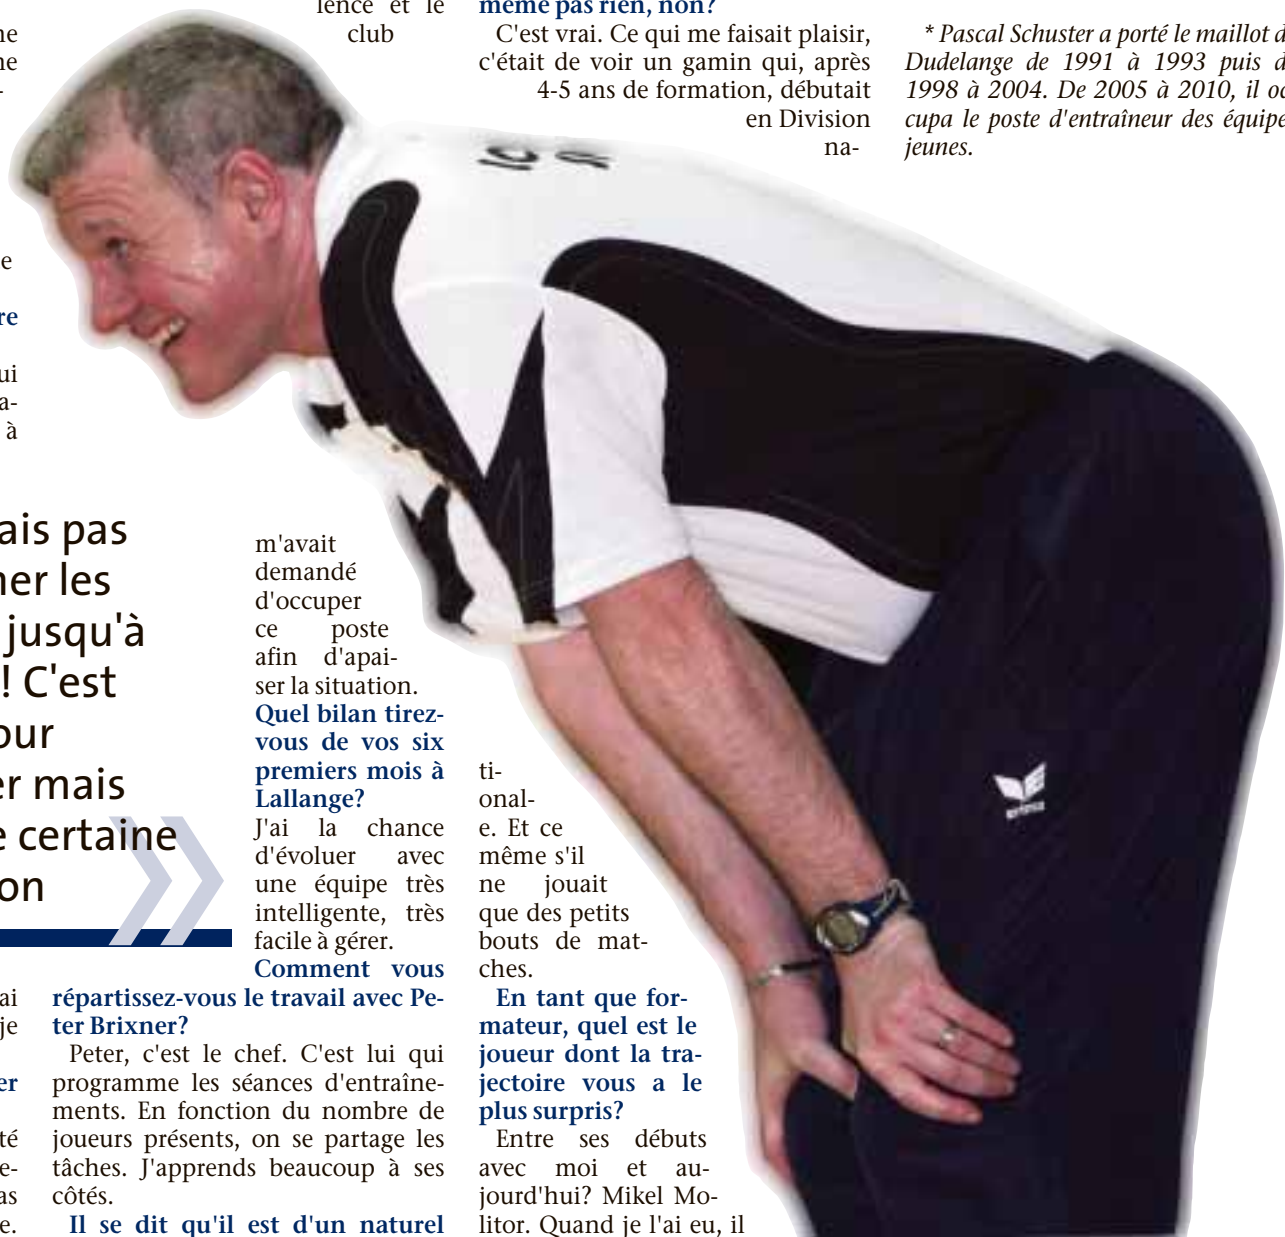 ne
ne
-
e
re
ui
a-
à
ais pas
ner les
jusqu'à
! C'est
our
er mais
e certaine
on
ai
je
er
té
e-
as
e.
lence et le
club
m'avait
demandé
d'occuper
ce poste
afin d'apai-
ser la situation.
Quel bilan tirez-
vous de vos six
premiers mois à
Lallange?
J'ai la chance
d'évoluer avec
une équipe très
intelligente, très
facile à gérer.
Comment vous
répartissez-vous le travail avec Pe-
ter Brixner?
Peter, c'est le chef. C'est lui qui
programme les séances d'entraîne-
ments. En fonction du nombre de
joueurs présents, on se partage les
tâches. J'apprends beaucoup à ses
côtés.
Il se dit qu'il est d'un naturel
même pas rien, non?
C'est vrai. Ce qui me faisait plaisir,
c'était de voir un gamin qui, après
4-5 ans de formation, débutait
en Division
na-
ti-
onal-
e. Et ce
même s'il
ne jouait
que des petits
bouts de mat-
ches.
En tant que for-
mateur, quel est le
joueur dont la tra-
jectoire vous a le
plus surpris?
Entre ses débuts
avec moi et au-
jourd'hui? Mikel Mo-
litor. Quand je l'ai eu, il
* Pascal Schuster a porté le maillot d
Dudelange de 1991 à 1993 puis d
1998 à 2004. De 2005 à 2010, il oc
cupa le poste d'entraîneur des équipe
jeunes.